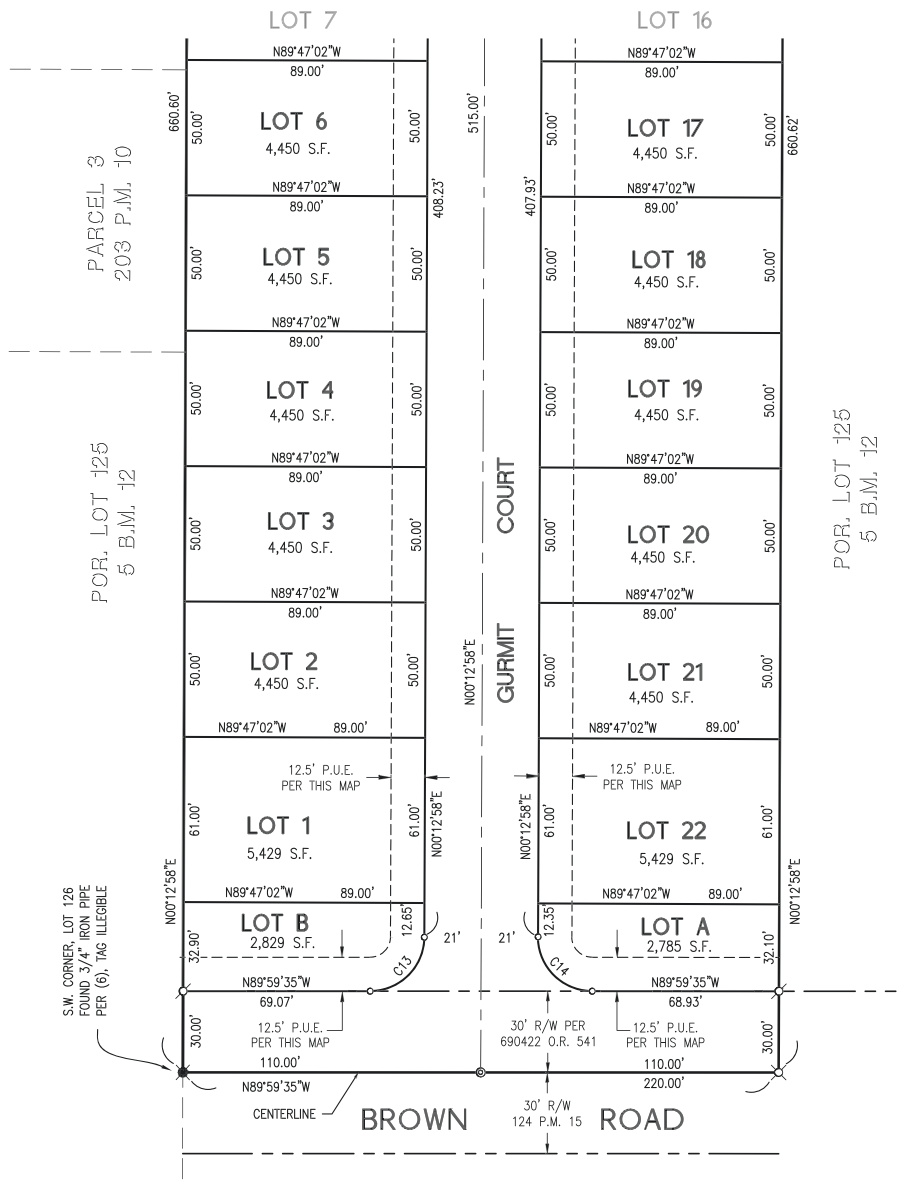 LOT 7
LOT 16
N89°47'02"W
89.00'
N89°47'02"W
89.00'
660.60'
50.00'
LOT 6
4,450 S.F.
50.00'
515.00'
50.00'
LOT 17
4,450 S.F.
50.00'
660.62'
PARCEL 3
203 P.M. 10
N89°47'02"W
89.00'
408.23'
407.93'
N89°47'02"W
89.00'
50.00'
LOT 5
4,450 S.F.
50.00'
50.00'
LOT 18
4,450 S.F.
50.00'
N89°47'02"W
89.00'
N89°47'02"W
89.00'
50.00'
LOT 4
4,450 S.F.
50.00'
50.00'
LOT 19
4,450 S.F.
50.00'
POR. LOT 125
5 B.M. 12
POR. LOT 125
5 B.M. 12
N89°47'02"W
89.00'
N89°47'02"W
89.00'
50.00'
LOT 3
4,450 S.F.
50.00'
GURMIT COURT
50.00'
LOT 20
4,450 S.F.
50.00'
N89°47'02"W
89.00'
N89°47'02"W
89.00'
50.00'
LOT 2
4,450 S.F.
50.00'
N00°12'58"E
50.00'
LOT 21
4,450 S.F.
50.00'
N89°47'02"W 89.00'
N89°47'02"W 89.00'
12.5' P.U.E.
PER THIS MAP
12.5' P.U.E.
PER THIS MAP
61.00'
LOT 1
5,429 S.F.
61.00'
N00°12'58"E
N00°12'58"E
61.00'
LOT 22
5,429 S.F.
61.00'
N00°12'58"E
N00°12'58"E
N89°47'02"W 89.00'
N89°47'02"W 89.00'
32.90'
LOT B
2,829 S.F.
12.65'
21'
21'
12.35'
LOT A
2,785 S.F.
32.10'
C13
C14
N89°59'35"W
69.07'
N89°59'35"W
68.93'
S.W. CORNER, LOT 126
FOUND 3/4" IRON PIPE
PER (6), TAG ILLEGIBLE
30.00'
12.5' P.U.E.
PER THIS MAP
30' R/W PER
690422 O.R. 541
12.5' P.U.E.
PER THIS MAP
30.00'
110.00'
110.00'
N89°59'35"W
220.00'
CENTERLINE
BROWN ROAD
30' R/W
124 P.M. 15